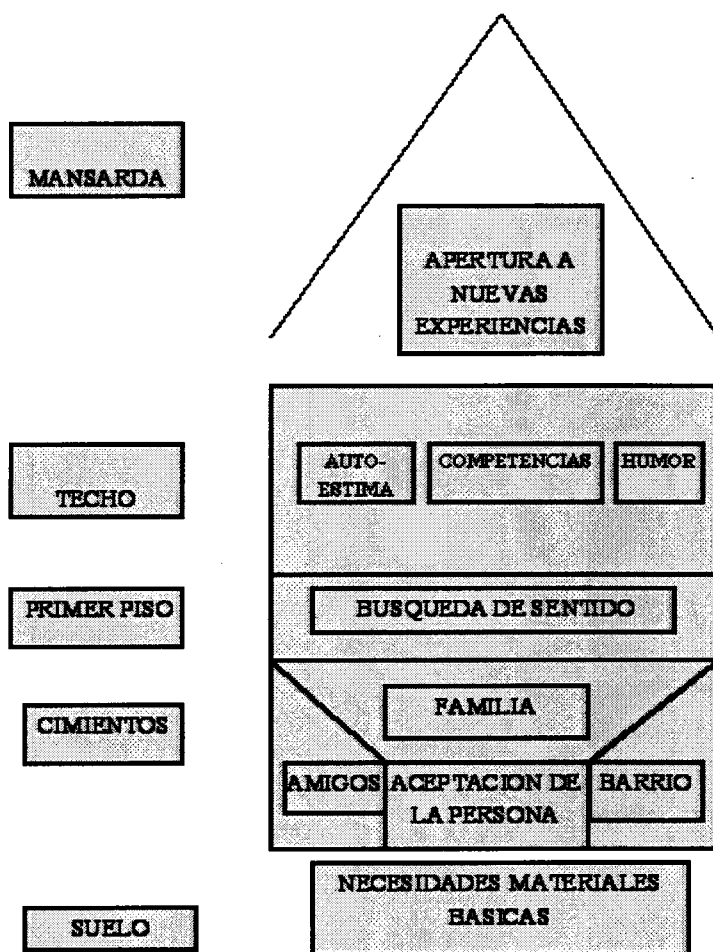 MANSARDA
APERTURA A
NUEVAS
EXPERIENCIAS
TECHO
AUTO-
ESTIMA
COMPETENCIAS
HUMOR
PRIMER PISO
BUSQUEDA DE SENTIDO
CIMIENTOS
FAMILIA
AMIGOS
ACEPTACION DE
LA PERSONA
BARRIO
SUELO
NECESIDADES MATERIALES
BASICAS